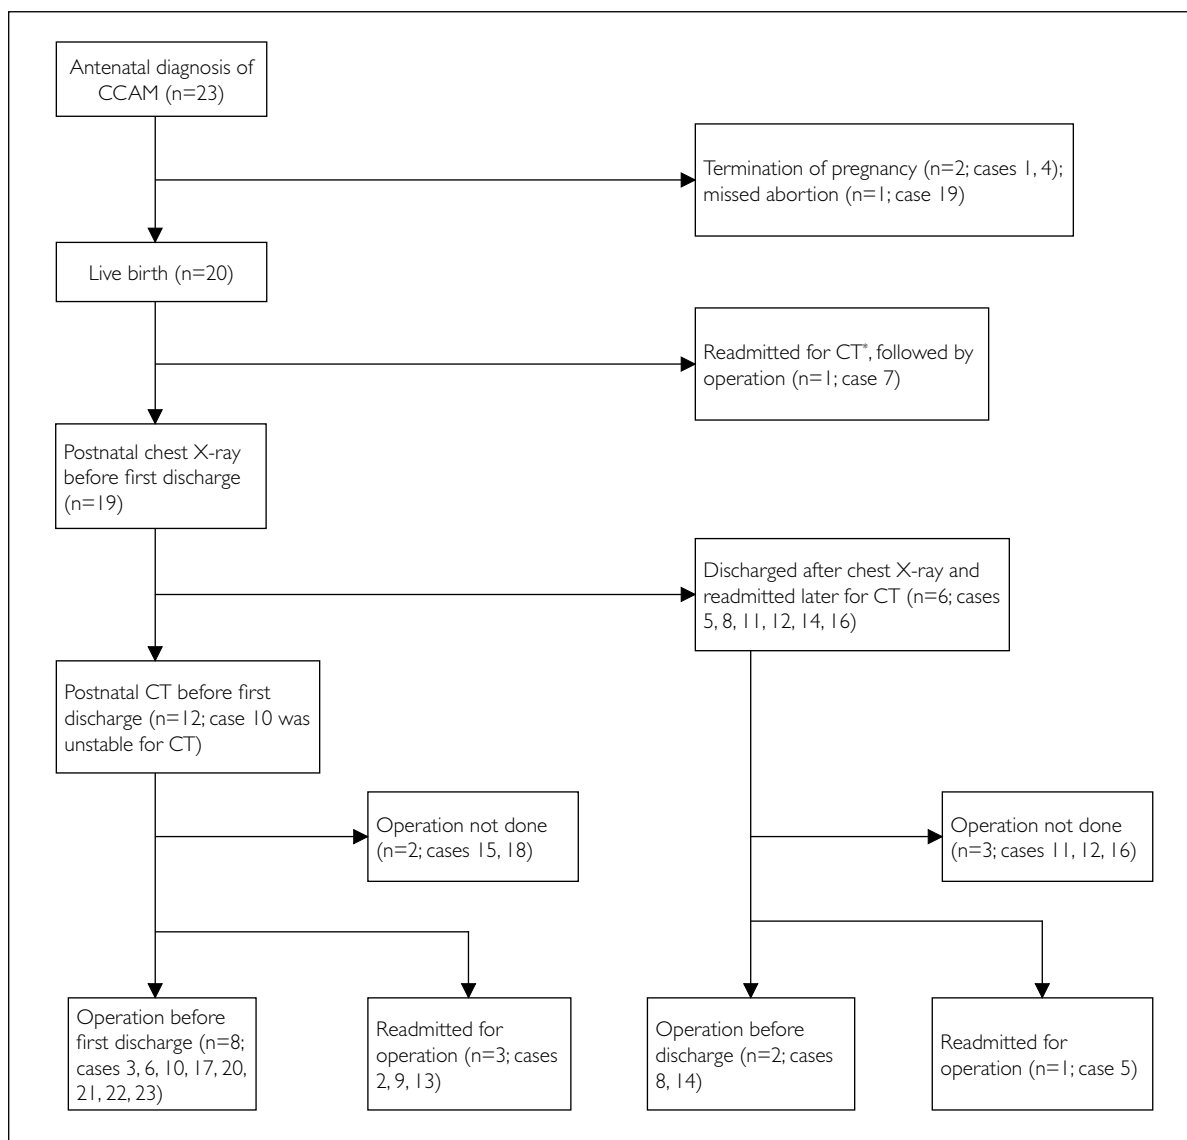 Antenatal diagnosis of
CCAM (n=23)
Termination of pregnancy (n=2; cases 1, 4);
missed abortion (n=1; case 19)
Live birth (n=20)
Readmitted for CT*, followed by
operation (n=1; case 7)
Postnatal chest X-ray
before first discharge
(n=19)
Discharged after chest X-ray and
readmitted later for CT (n=6; cases
5, 8, 11, 12, 14, 16)
Postnatal CT before first
discharge (n=12; case 10 was
unstable for CT)
Operation not done
(n=2; cases 15, 18)
Operation not done
(n=3; cases 11, 12, 16)
Operation before
first discharge (n=8;
cases 3, 6, 10, 17, 20,
21, 22, 23)
Readmitted for
operation (n=3; cases
2, 9, 13)
Operation before
discharge (n=2; cases
8, 14)
Readmitted for
operation (n=1; case 5)